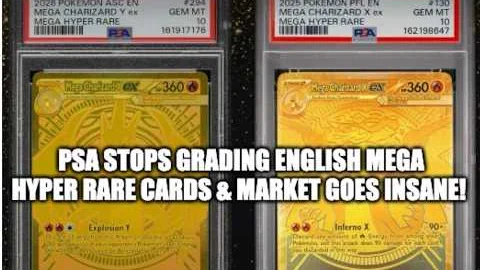 2026 POKEMON ASC EN #294
MEGA CHARIZARD Y ex GEM MT
MEGA HYPER RARE 10
PSA 161917176
2025 POKEMON PFL EN #130
MEGA CHARIZARD X ex GEM MT
MEGA HYPER RARE 10
PSA 162198647
Mega Charizard Y ex HP360
Mega Charizard X ex HP360
PSA STOPS GRADING ENGLISH MEGA
HYPER RARE CARDS & MARKET GOES INSANE!
Explosion Y
Inferno X 90×